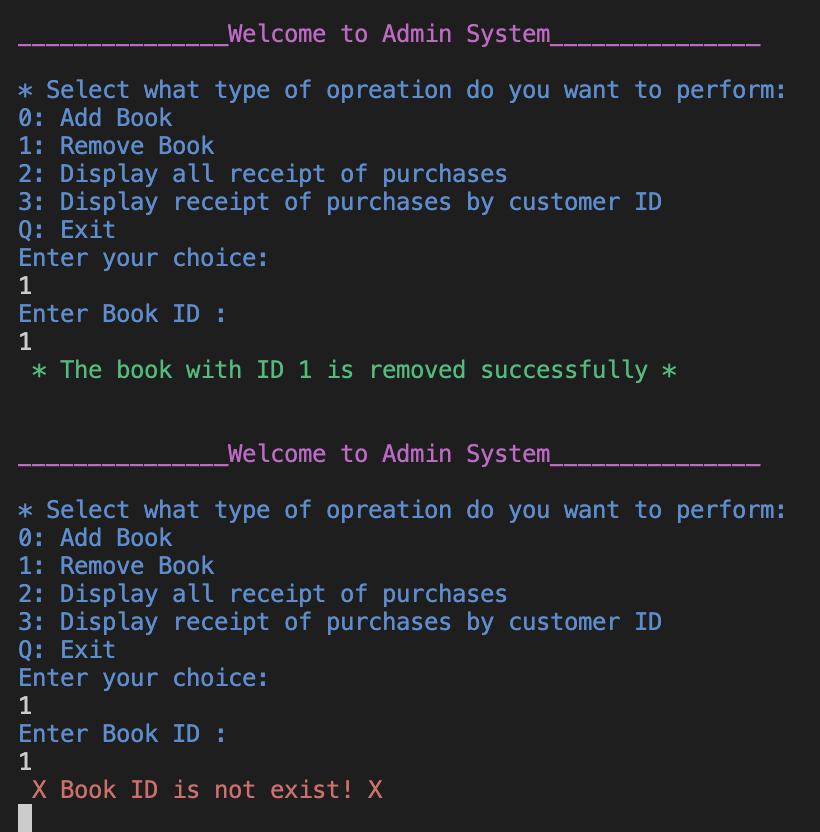 _______________Welcome to Admin System_______________
* Select what type of opreation do you want to perform:
0: Add Book
1: Remove Book
2: Display all receipt of purchases
3: Display receipt of purchases by customer ID
Q: Exit
Enter your choice:
1
Enter Book ID :
1
* The book with ID 1 is removed successfully *
_______________Welcome to Admin System_______________
* Select what type of opreation do you want to perform:
0: Add Book
1: Remove Book
2: Display all receipt of purchases
3: Display receipt of purchases by customer ID
Q: Exit
Enter your choice:
1
Enter Book ID :
1
X Book ID is not exist! X